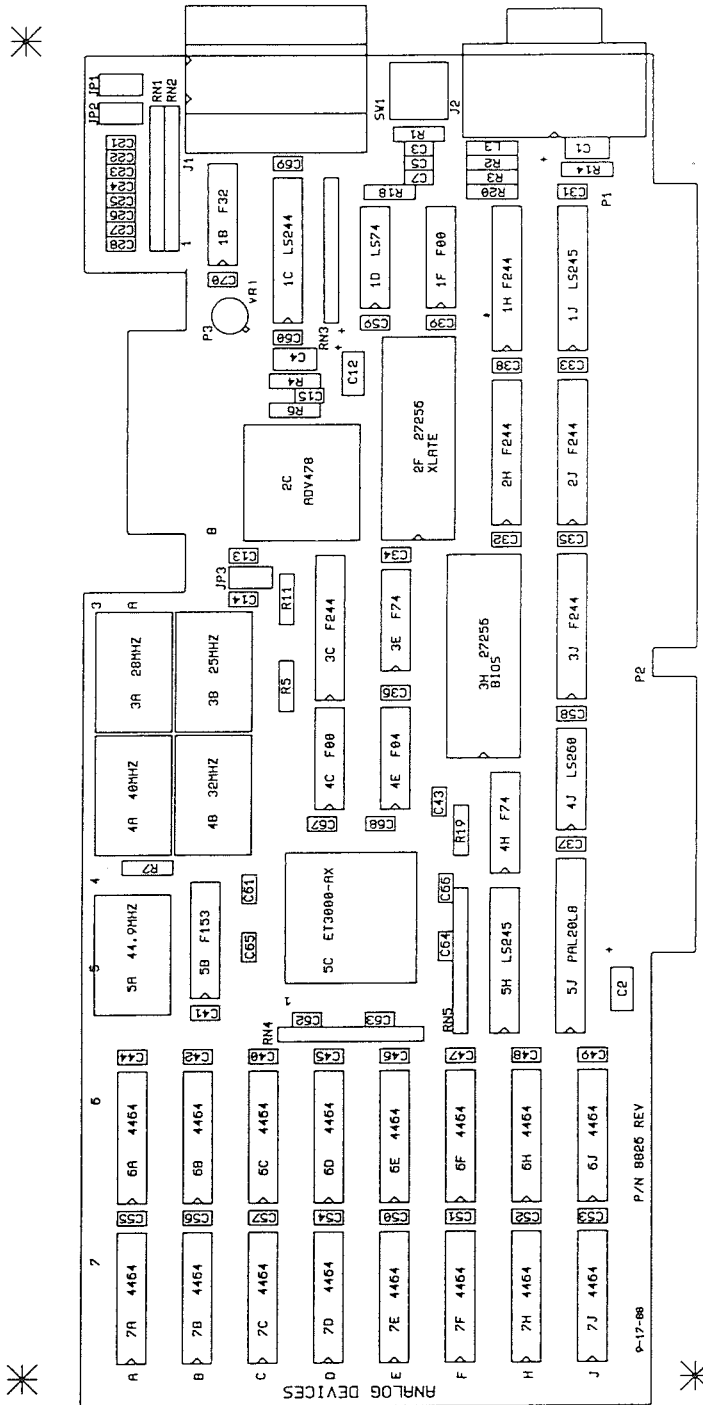 JP1
JP2
RN1
RN2
C21
C22
C23
C24
C25
C26
C27
C28
J1
1
SW1
J2
R1
C3
C5
C7
R18
L3
R2
R3
R20
+
C1
R14
C31
P1
C69
1B F32
C70
P3
VR1
1C LS244
C60
RN3
+
1D LS74
C59
1F F00
C39
1H F244
C38
1J LS245
C33
C4
R4
C15
R6
+
C12
2C
ADV478
B
2F 27256
XLATE
2H F244
C32
2J F244
C35
C13
JP3
C14
R11
R5
C34
3
A
3A 28MHZ
3B 25MHZ
3C F244
3E F74
C36
3H 27256
BIOS
3J F244
C58
P2
4A 40MHZ
4B 32MHZ
4C F00
C67
4E F04
C68
C43
R19
4H F74
4J LS260
C37
R7
4
5
5A 44.9MHZ
5B F153
C41
C61
C65
5C ET3000-AX
1
C66
C64
RN5
5H LS245
5J PAL20L8
+
C2
RN4
C62
C63
C44
C42
C40
C45
C46
C47
C48
C49
6
6A 4464
6B 4464
6C 4464
6D 4464
6E 4464
6F 4464
6H 4464
6J 4464
C55
C56
C57
C54
C50
C51
C52
C53
7
7A 4464
7B 4464
7C 4464
7D 4464
7E 4464
7F 4464
7H 4464
7J 4464
A
B
C
D
E
F
H
J
P/N 8826 REV
9-17-88
ANALOG DEVICES